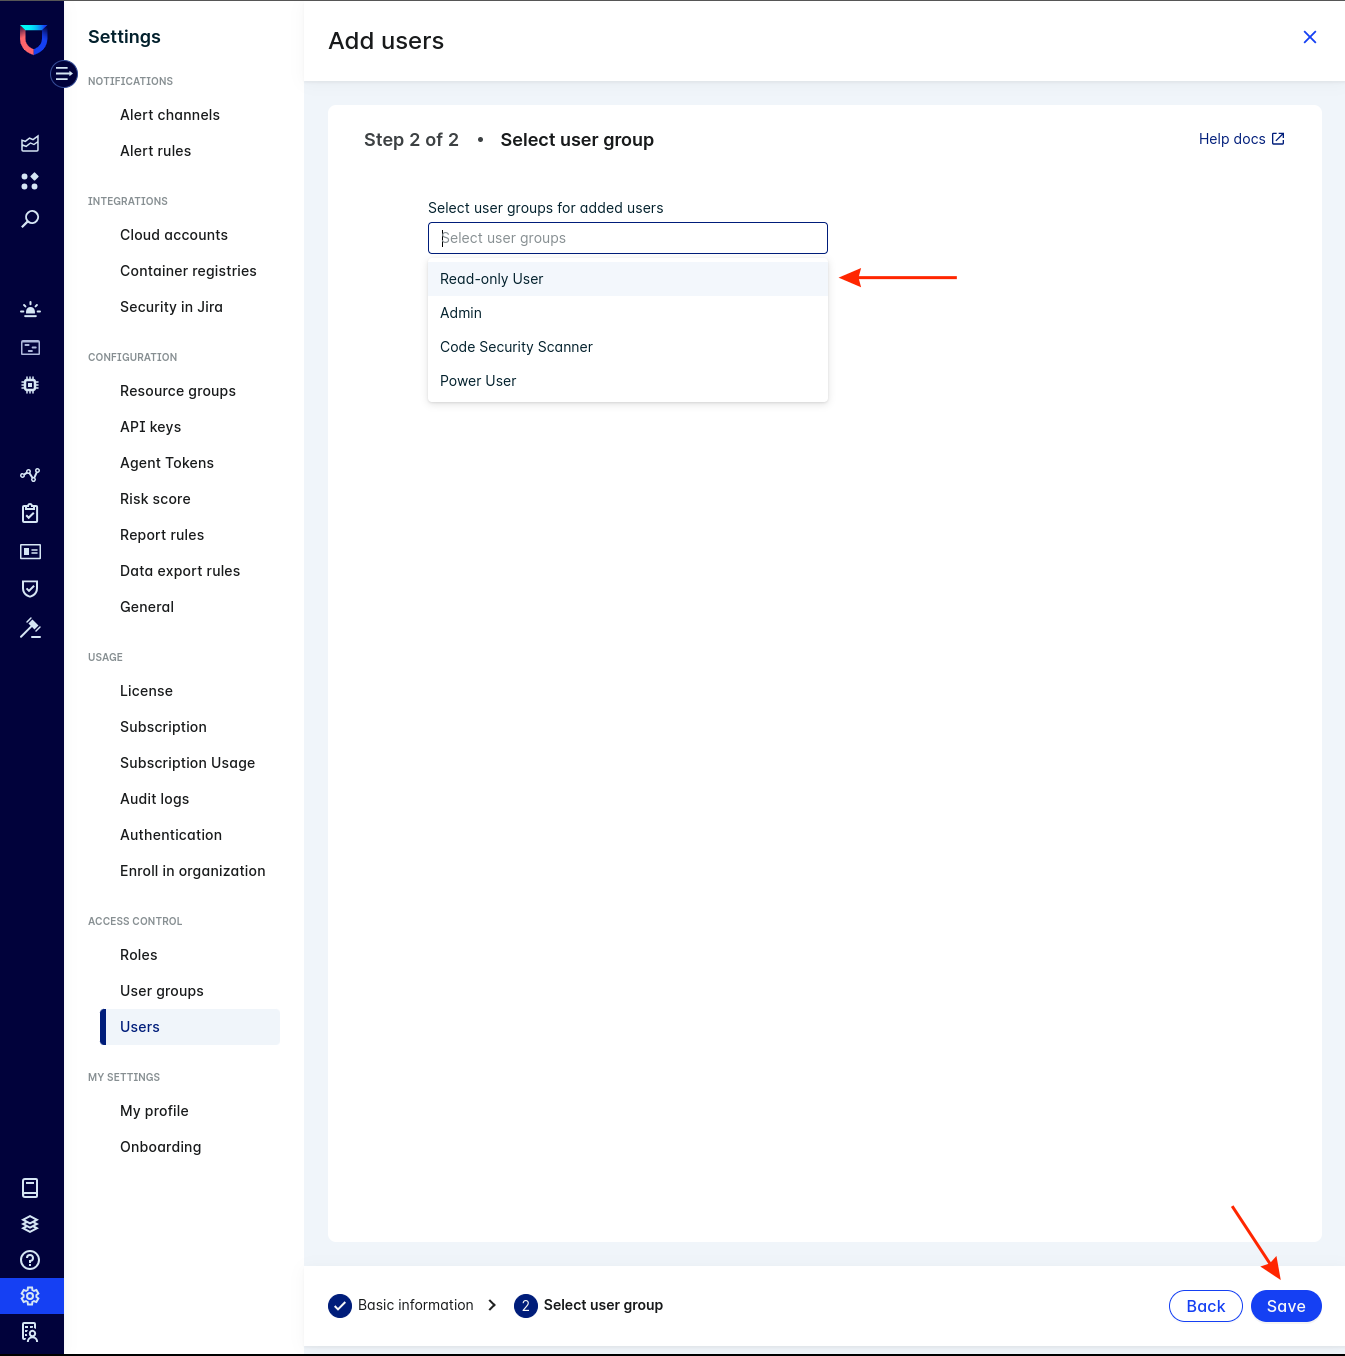 Settings
NOTIFICATIONS
Alert channels
Alert rules
INTEGRATIONS
Cloud accounts
Container registries
Security in Jira
CONFIGURATION
Resource groups
API keys
Agent Tokens
Risk score
Report rules
Data export rules
General
USAGE
License
Subscription
Subscription Usage
Audit logs
Authentication
Enroll in organization
ACCESS CONTROL
Roles
User groups
Users
MY SETTINGS
My profile
Onboarding
Add users
Step 2 of 2 • Select user group
Help docs
Select user groups for added users
Select user groups
Read-only User
Admin
Code Security Scanner
Power User
Basic information
2 Select user group
Back
Save